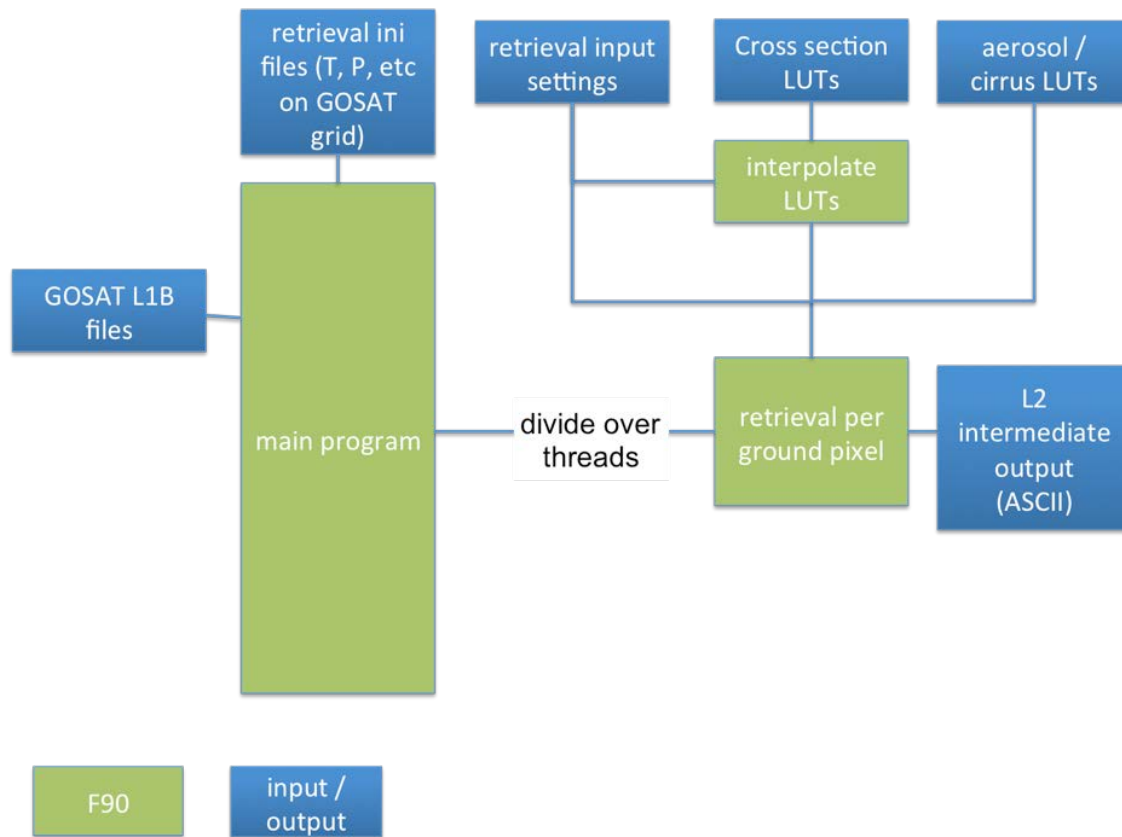 retrieval ini
files (T, P, etc
on GOSAT
grid)
retrieval input
settings
Cross section
LUTs
aerosol /
cirrus LUTs
interpolate
LUTs
GOSAT L1B
files
main program
divide over
threads
retrieval per
ground pixel
L2
intermediate
output
(ASCII)
F90
input /
output